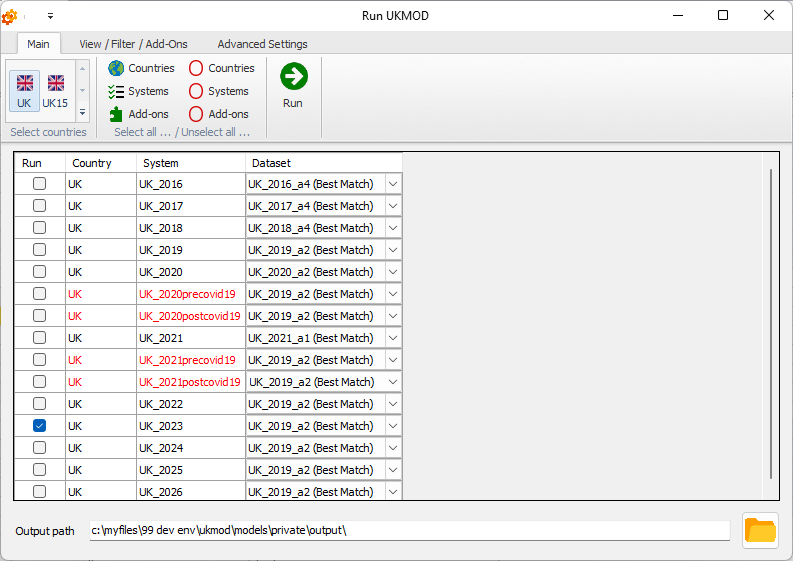 Run UKMOD
Main View / Filter / Add-Ons Advanced Settings
Countries Countries
Systems Systems
Add-ons Add-ons
UK UK15
Run
Select countries Select all ... / Unselect all ...
Run Country System Dataset
UK UK_2016 UK_2016_a4 (Best Match)
UK UK_2017 UK_2017_a4 (Best Match)
UK UK_2018 UK_2018_a4 (Best Match)
UK UK_2019 UK_2019_a2 (Best Match)
UK UK_2020 UK_2020_a2 (Best Match)
UK UK_2020precovid19 UK_2019_a2 (Best Match)
UK UK_2020postcovid19 UK_2019_a2 (Best Match)
UK UK_2021 UK_2021_a1 (Best Match)
UK UK_2021precovid19 UK_2019_a2 (Best Match)
UK UK_2021postcovid19 UK_2019_a2 (Best Match)
UK UK_2022 UK_2019_a2 (Best Match)
UK UK_2023 UK_2019_a2 (Best Match)
UK UK_2024 UK_2019_a2 (Best Match)
UK UK_2025 UK_2019_a2 (Best Match)
UK UK_2026 UK_2019_a2 (Best Match)
Output path c:\myfiles\99 dev env\ukmod\models\private\output\